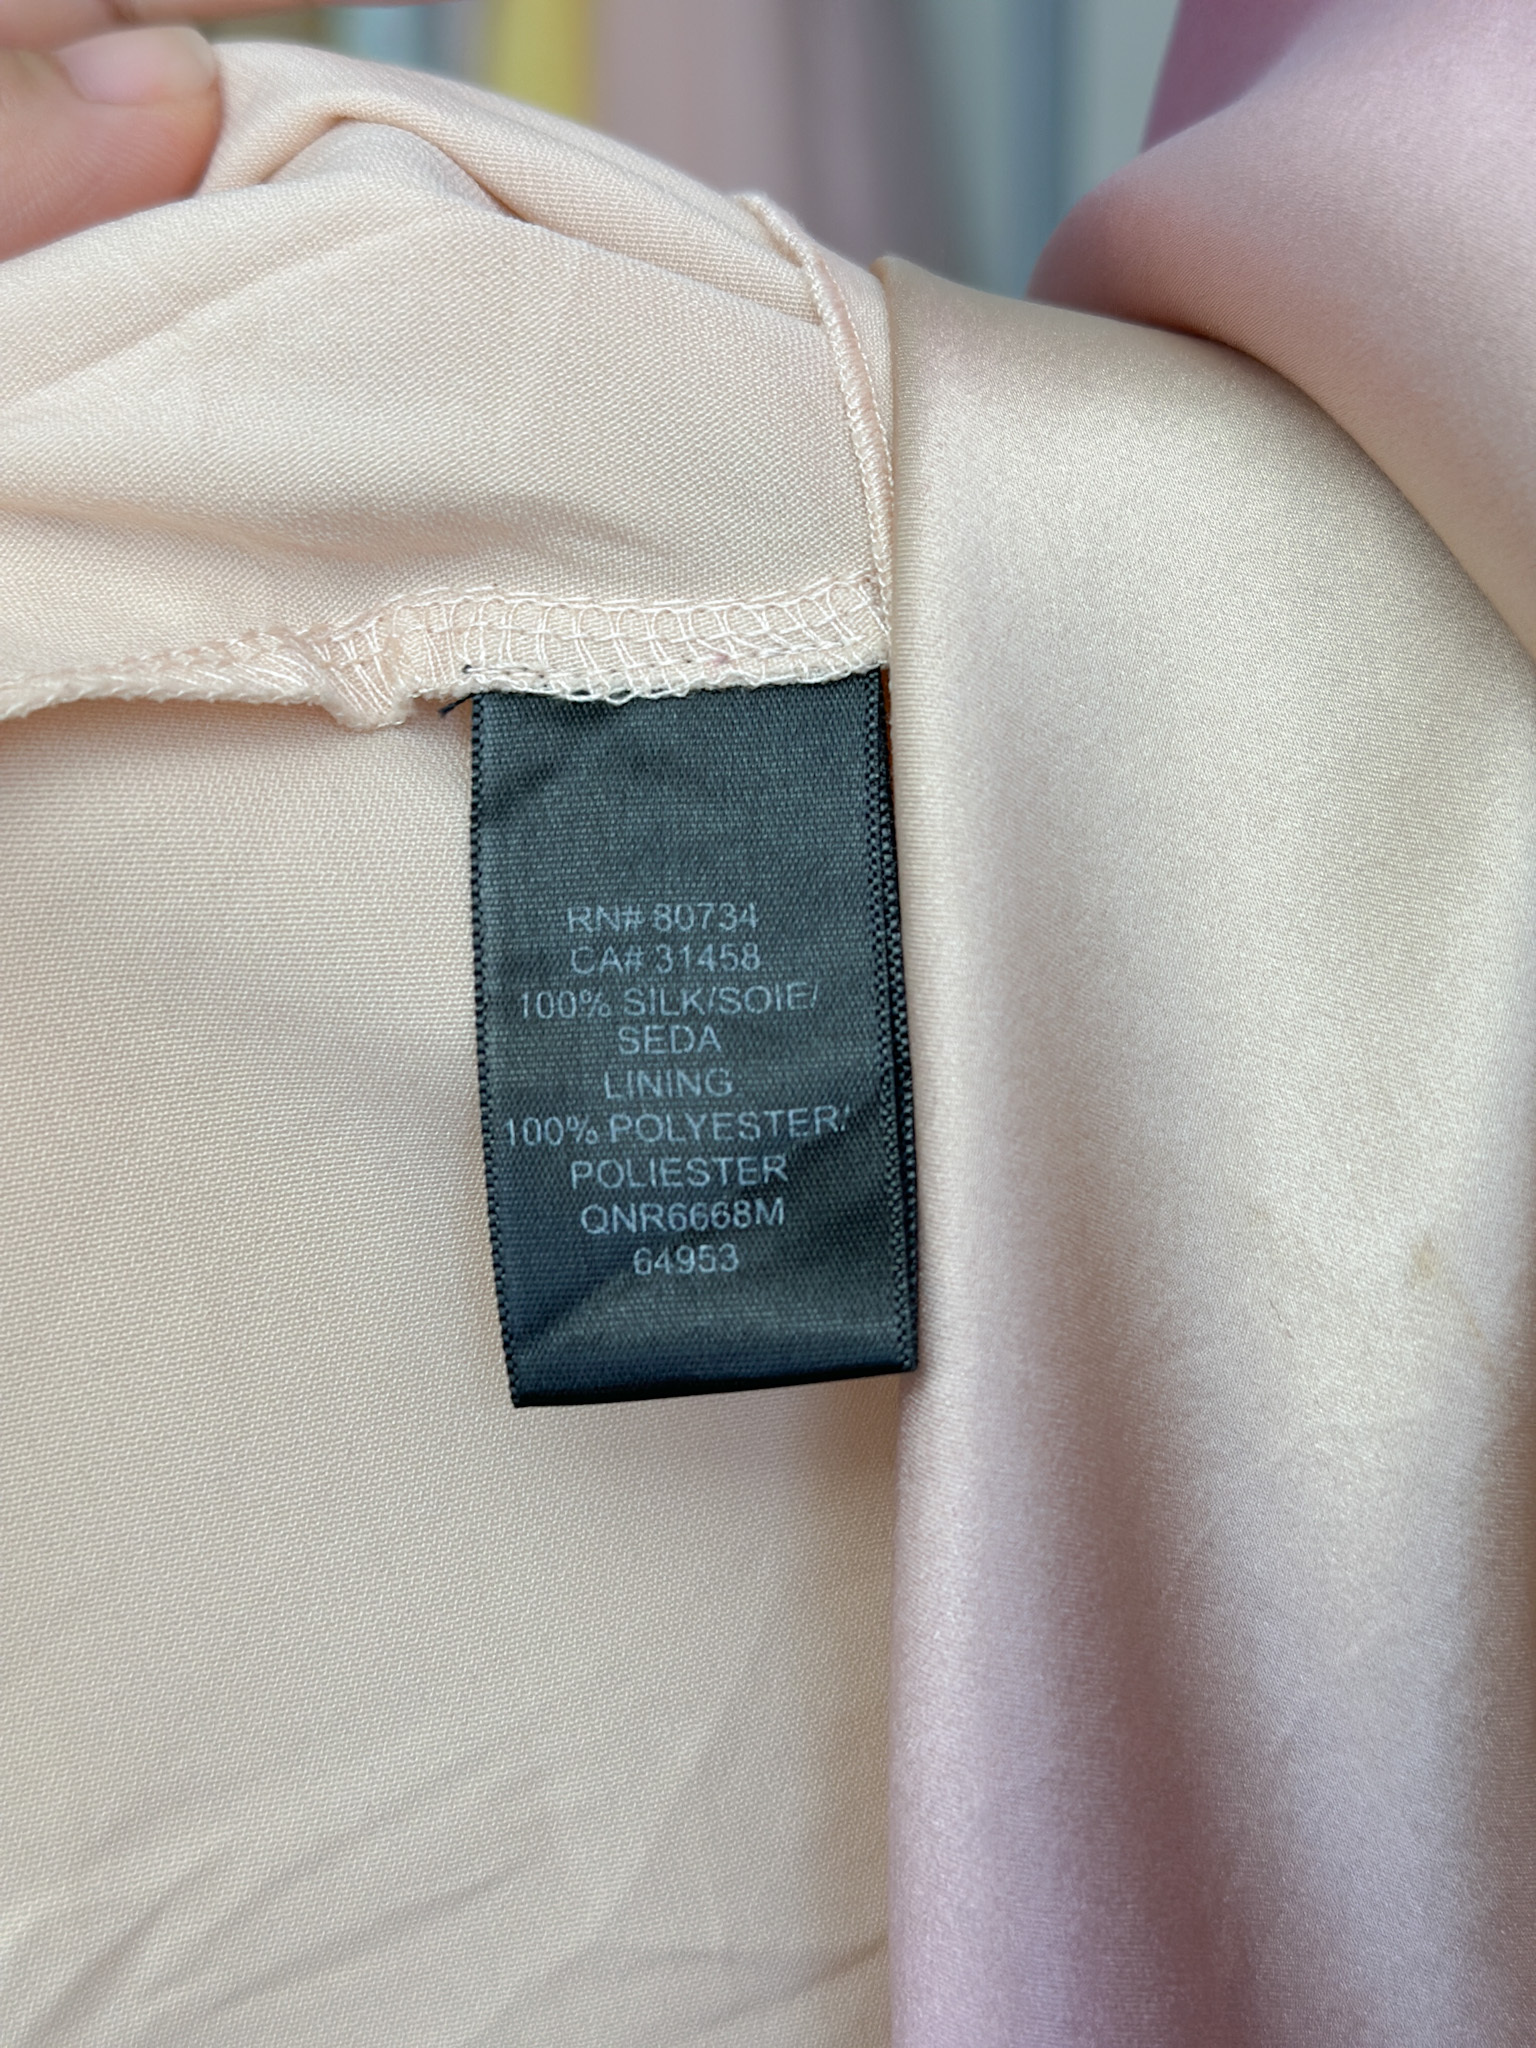 RN# 80734
CA# 31458
100% SILK/SOIE/
SEDA
LINING
100% POLYESTER/
POLIESTER
QNR6668M
64953